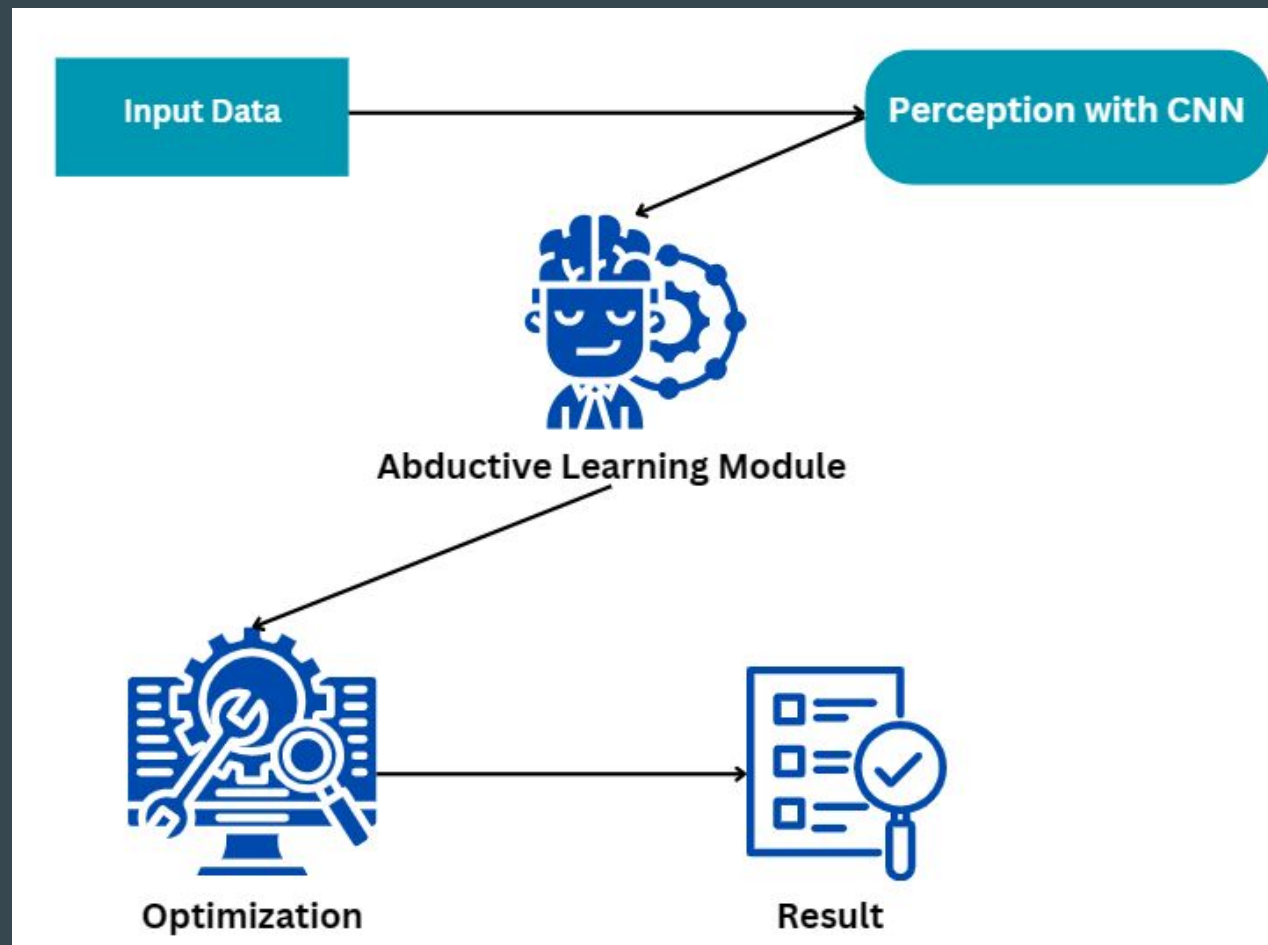 Input Data
Perception with CNN
Abductive Learning Module
Optimization
Result